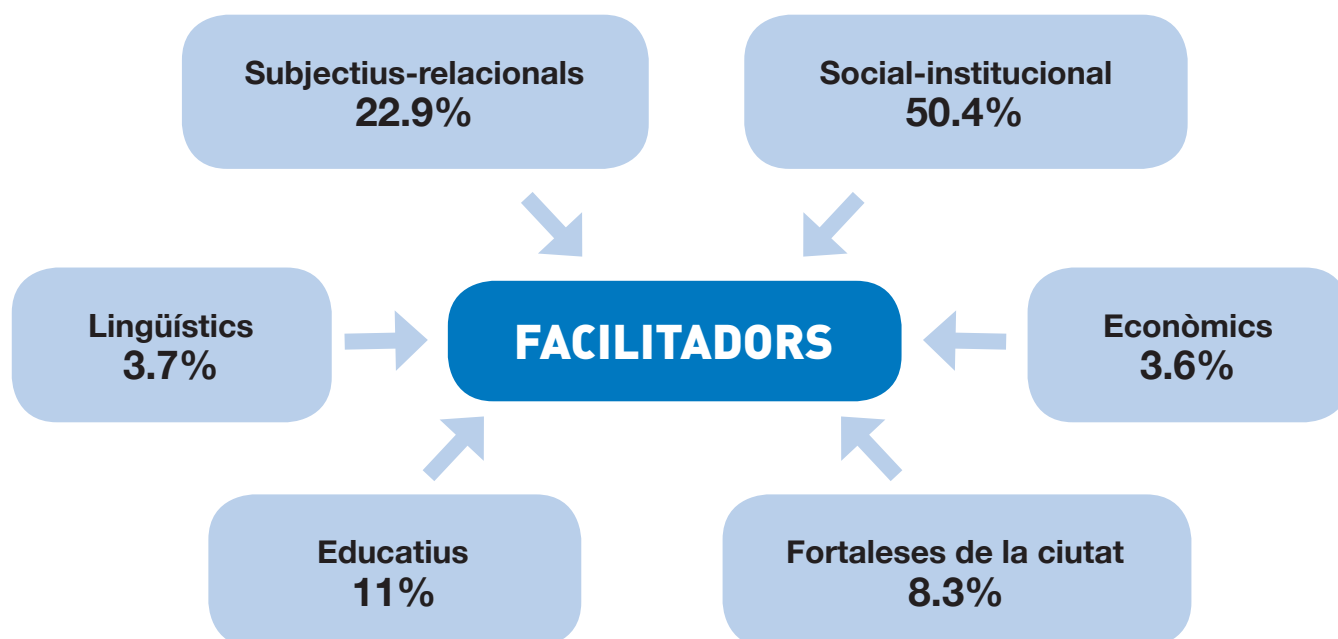 Subjectius-relacionals
22.9%
Social-institucional
50.4%
Lingüístics
3.7%
FACILITADORS
Econòmics
3.6%
Educatius
11%
Fortaleses de la ciutat
8.3%